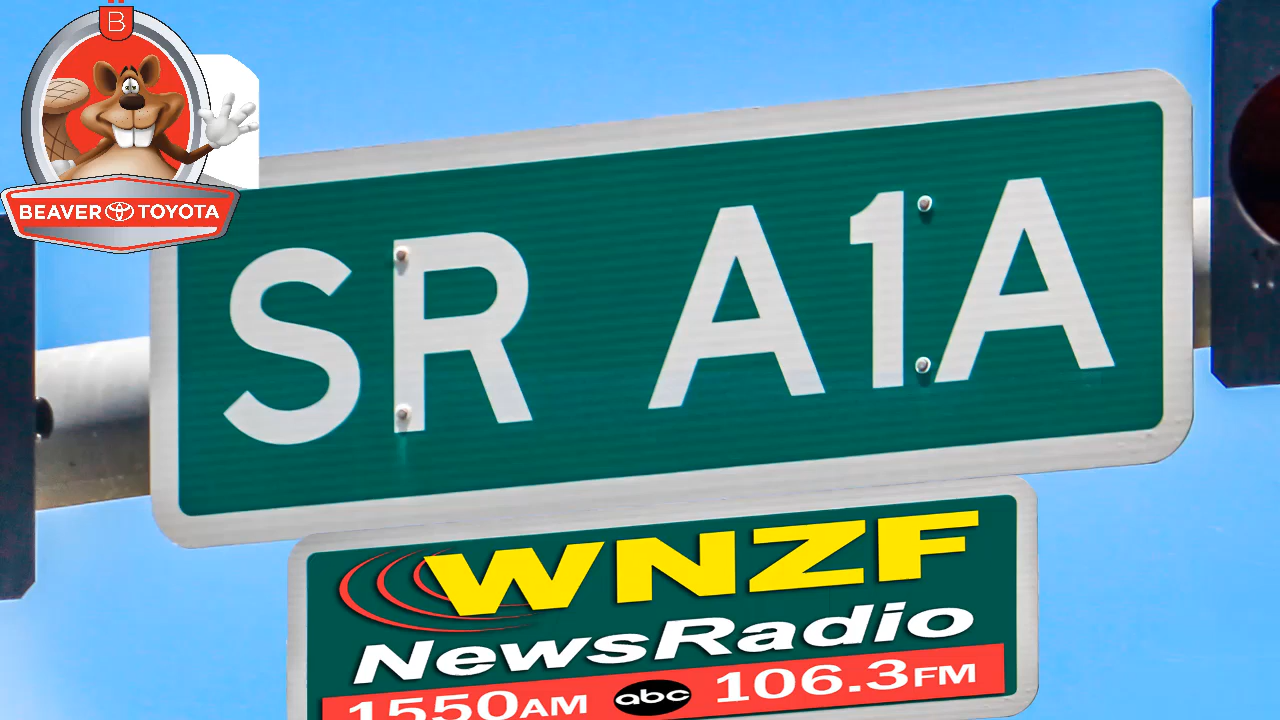 B
BEAVER TOYOTA
SR A1A
WNZF
NewsRadio
1550AM abc 106.3FM